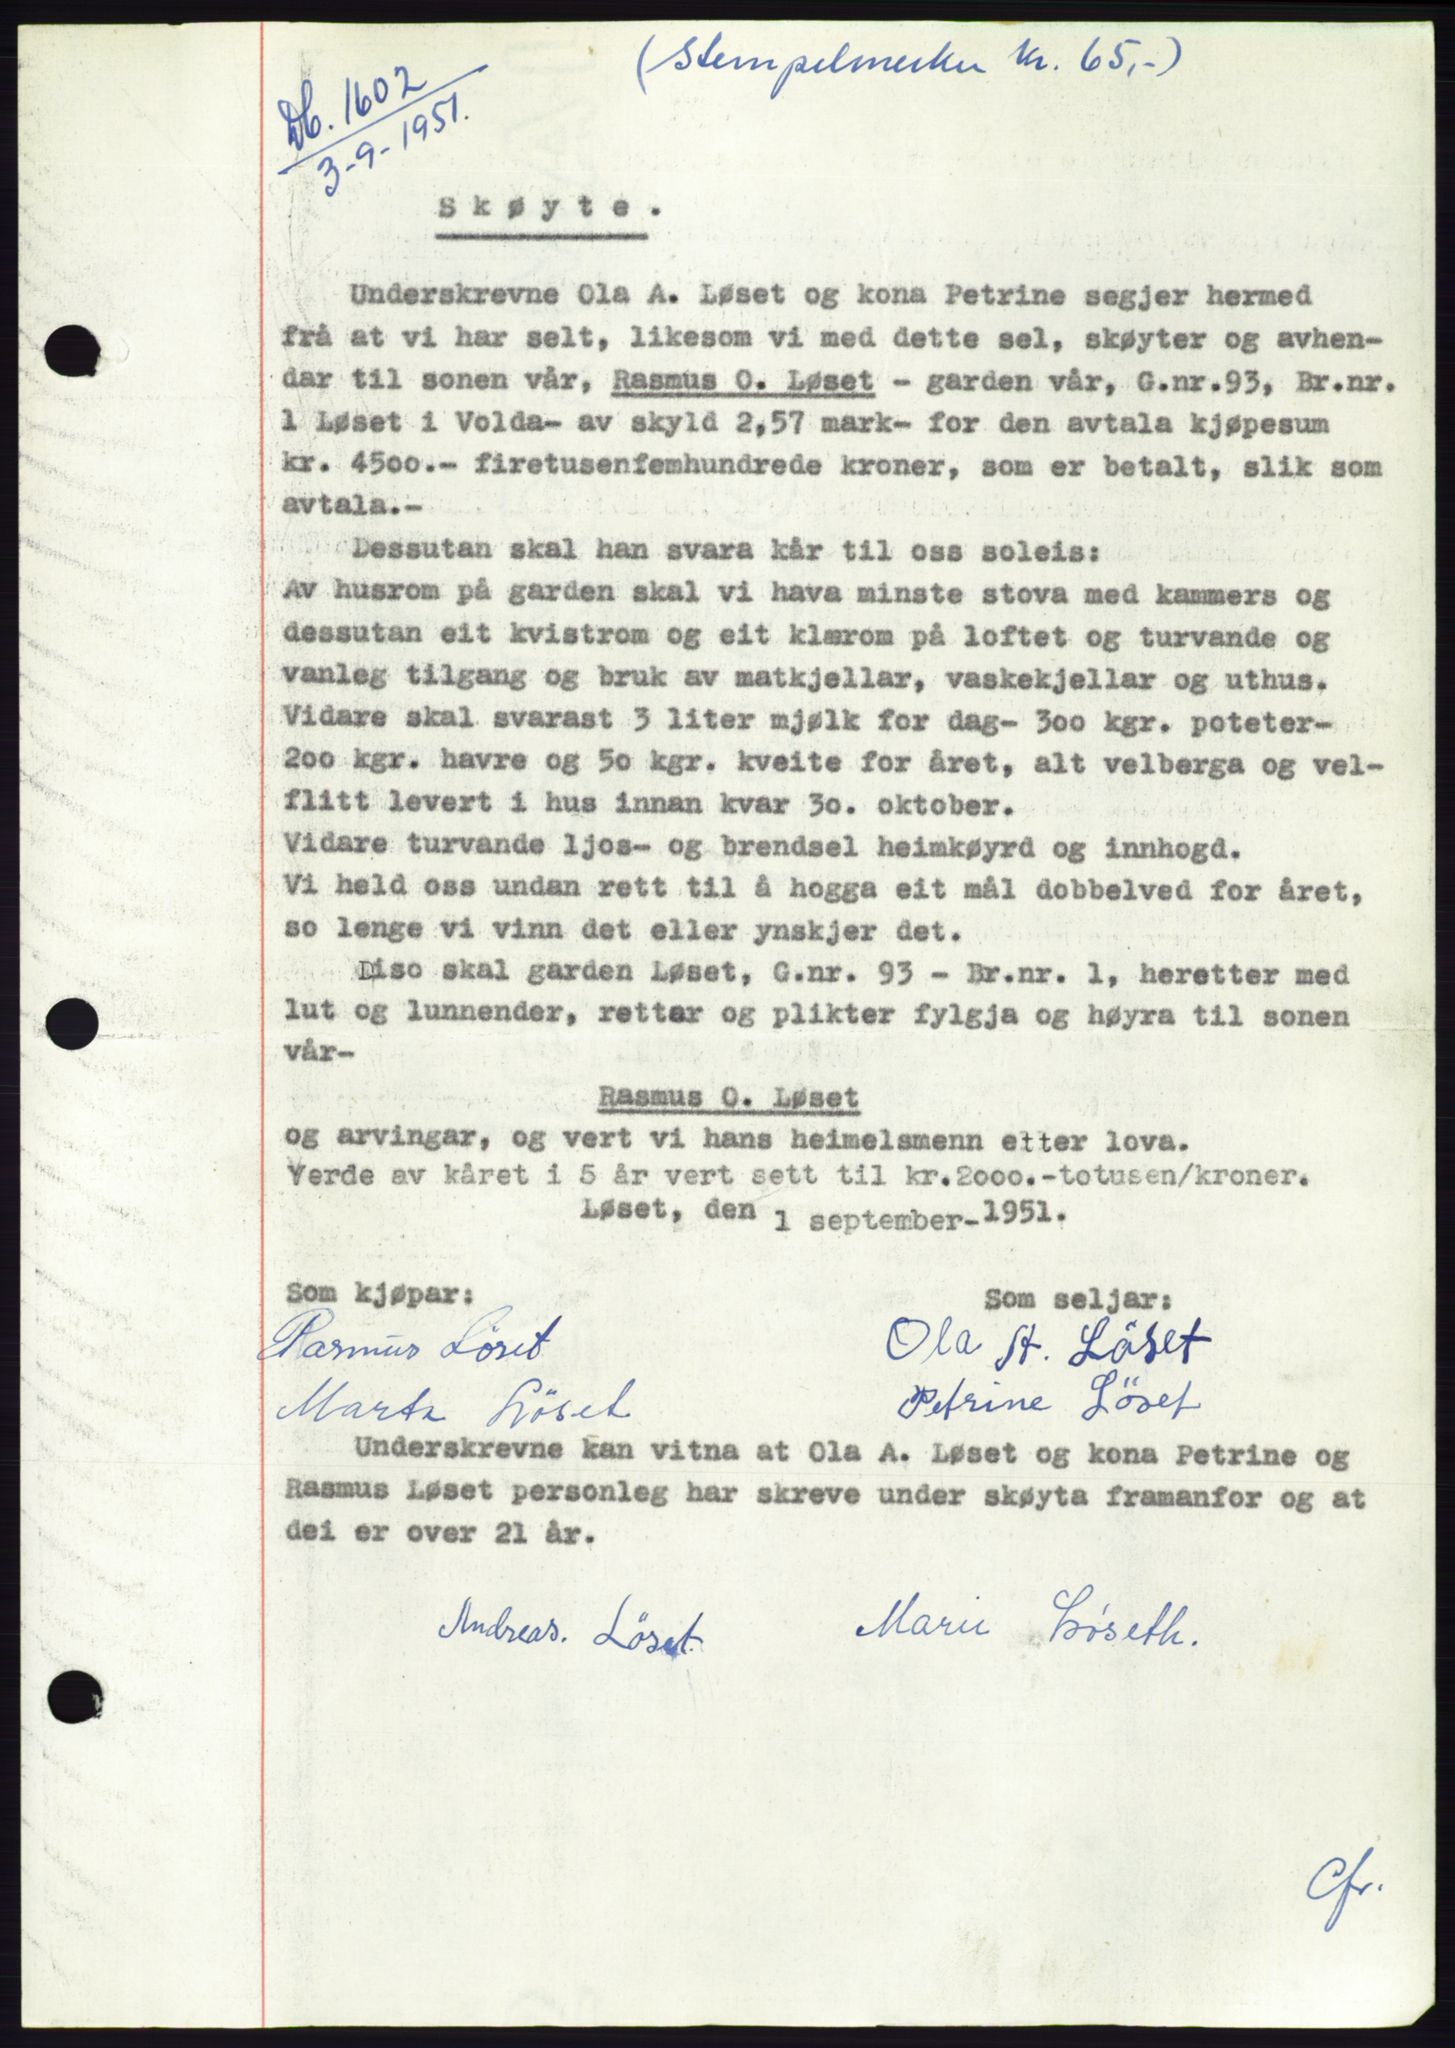 (Stempelmerker kr. 65,-)
Db. 1602
3-9-1951.
Skøyte.
Underskrevne Ola A. Løset og kona Petrine segjer hermed
frå at vi har selt, likesom vi med dette sel, skøyter og avhen-
dar til sonen vår, Rasmus O. Løset - garden vår, G.nr.93, Br.nr.
1 Løset i Volda- av skyld 2,57 mark- for den avtala kjøpesum
kr. 4500.- firetusenfemhundrede kroner, som er betalt, slik som
avtala.-
Dessutan skal han svara kår til oss soleis:
Av husrom på garden skal vi hava minste stova med kammers og
dessutan eit kvistrom og eit klærom på loftet og turvande og
vanleg tilgang og bruk av matkjellar, vaskekjellar og uthus.
Vidare skal svarast 3 liter mjølk for dag- 300 kgr. poteter-
200 kgr. havre og 50 kgr. kveite for året, alt velberga og vel-
flitt levert i hus innan kvar 30. oktober.
Vidare turvande ljos- og brendsel heimkøyrd og innhogd.
Vi held oss undan rett til å hogga eit mål dobbelved for året,
so lenge vi vinn det eller ynskjer det.
Diso skal garden Løset, G.nr. 93 - Br.nr. 1, heretter med
lut og lunnender, rettar og plikter fylgja og høyra til sonen
vår-
Rasmus O. Løset
og arvingar, og vert vi hans heimelsmenn etter lova.
Verde av kåret i 5 år vert sett til kr.2000.-totusen/kroner.
Løset, den 1 september-1951.
Som kjøpar: Som seljar:
Rasmus Löset Ola A. Löset
Marta Löset Petrine Löset
Underskrevne kan vitna at Ola A. Løset og kona Petrine og
Rasmus Løset personleg har skreve under skøyta framanfor og at
dei er over 21 år.
Andreas. Löset. Marie Løseth.
Cfr.